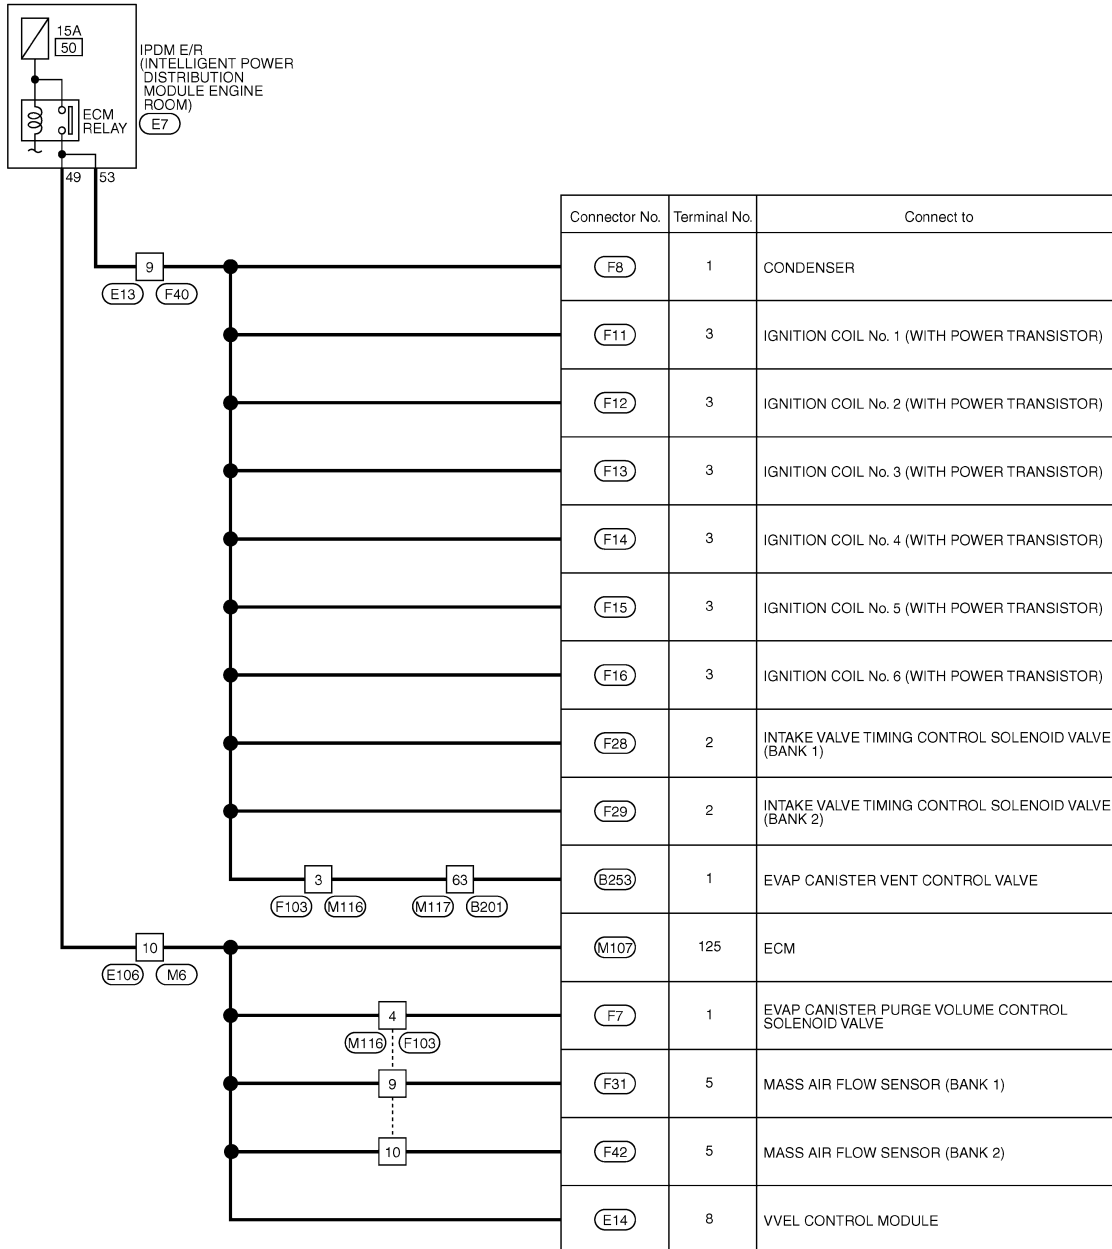 15A
50
IPDM E/R
(INTELLIGENT POWER
DISTRIBUTION
MODULE ENGINE
ROOM)
E7
ECM
RELAY
49 53
Connector No. Terminal No. Connect to
9
E13 F40
F8 1 CONDENSER
F11 3 IGNITION COIL No. 1 (WITH POWER TRANSISTOR)
F12 3 IGNITION COIL No. 2 (WITH POWER TRANSISTOR)
F13 3 IGNITION COIL No. 3 (WITH POWER TRANSISTOR)
F14 3 IGNITION COIL No. 4 (WITH POWER TRANSISTOR)
F15 3 IGNITION COIL No. 5 (WITH POWER TRANSISTOR)
F16 3 IGNITION COIL No. 6 (WITH POWER TRANSISTOR)
F28 2 INTAKE VALVE TIMING CONTROL SOLENOID VALVE
(BANK 1)
F29 2 INTAKE VALVE TIMING CONTROL SOLENOID VALVE
(BANK 2)
3 63
F103 M116 M117 B201
B253 1 EVAP CANISTER VENT CONTROL VALVE
10
E106 M6
M107 125 ECM
4
M116 F103
F7 1 EVAP CANISTER PURGE VOLUME CONTROL
SOLENOID VALVE
9
F31 5 MASS AIR FLOW SENSOR (BANK 1)
10
F42 5 MASS AIR FLOW SENSOR (BANK 2)
E14 8 VVEL CONTROL MODULE